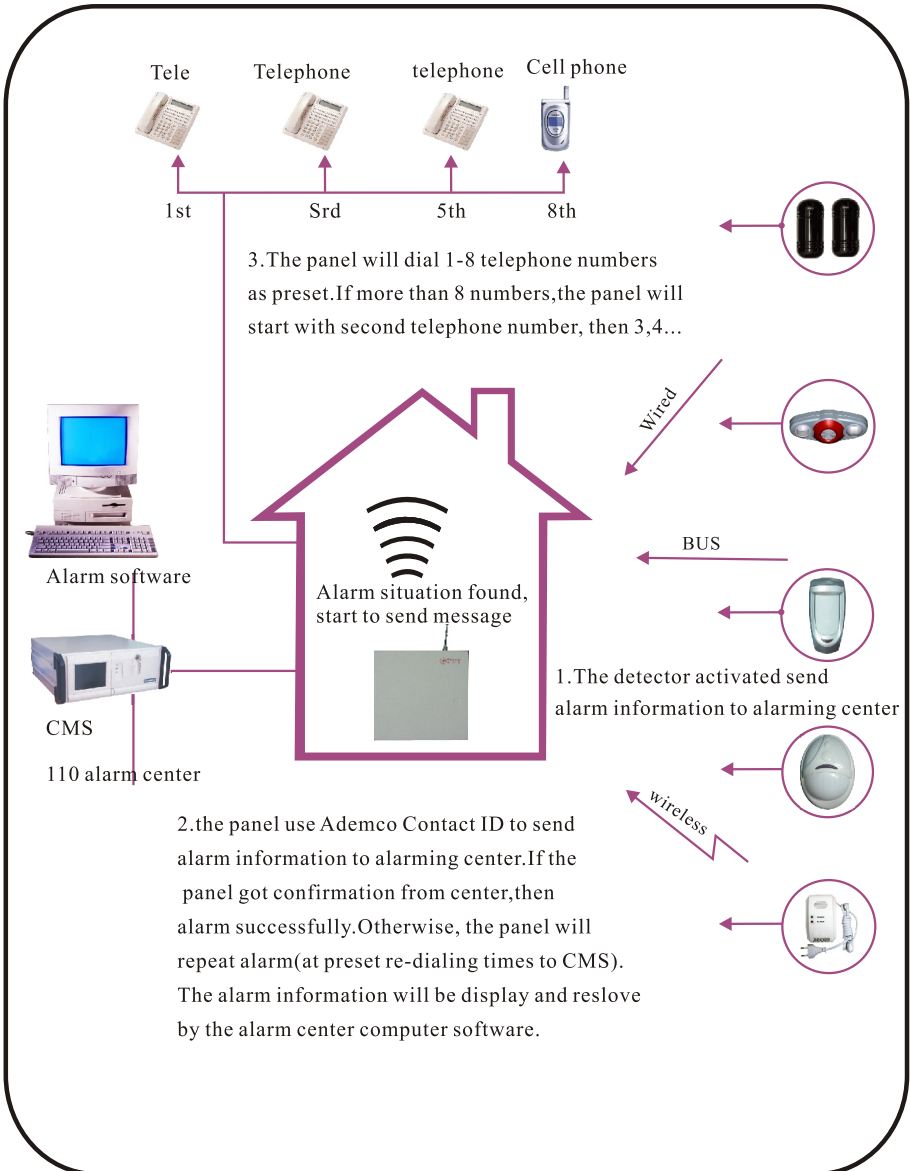 Tele Telephone telephone Cell phone
1st Srd 5th 8th
3.The panel will dial 1-8 telephone numbers
as preset.If more than 8 numbers,the panel will
start with second telephone number, then 3,4...
Wired
BUS
Alarm software
Alarm situation found,
start to send message
1.The detector activated send
alarm information to alarming center
CMS
110 alarm center
wireless
2.the panel use Ademco Contact ID to send
alarm information to alarming center.If the
panel got confirmation from center,then
alarm successfully.Otherwise, the panel will
repeat alarm(at preset re-dialing times to CMS).
The alarm information will be display and reslove
by the alarm center computer software.